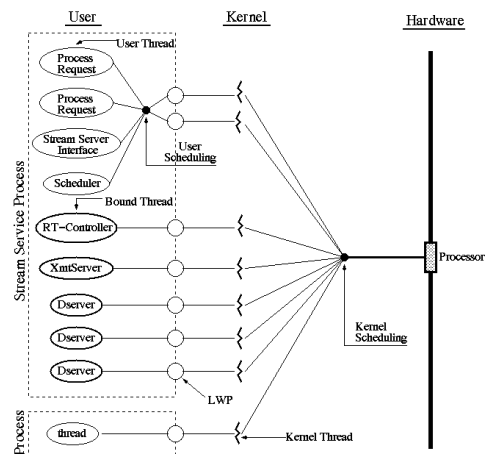 User
Kernel
Hardware
User Thread
Process
Request
Process
Request
Stream Server
Interface
Scheduler
User
Scheduling
Bound Thread
RT-Controller
XmtServer
Dserver
Dserver
Dserver
LWP
thread
Kernel Thread
Kernel
Scheduling
Processor
Stream Service Process
Process